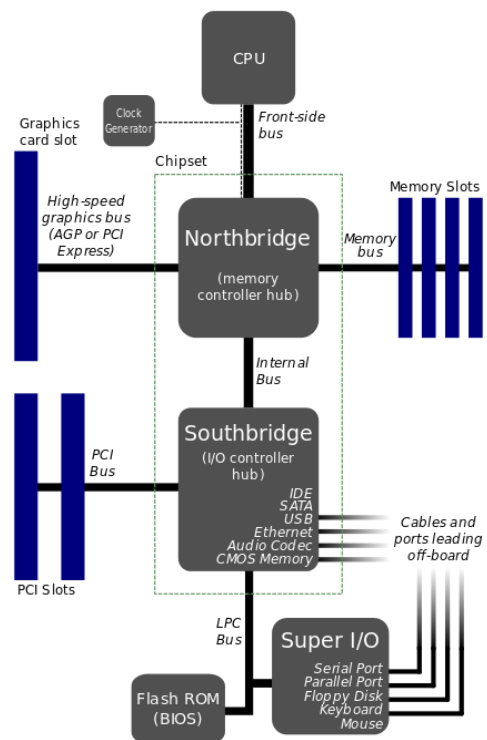 CPU
Clock
Generator
Front-side
bus
Graphics
card slot
Chipset
High-speed
graphics bus
(AGP or PCI
Express)
Northbridge
(memory
controller hub)
Memory Slots
Memory
bus
Internal
Bus
Southbridge
(I/O controller
hub)
PCI
Bus
IDE
SATA
USB
Ethernet
Audio Codec
CMOS Memory
Cables and
ports leading
off-board
PCI Slots
LPC
Bus
Super I/O
Serial Port
Parallel Port
Floppy Disk
Keyboard
Mouse
Flash ROM
(BIOS)